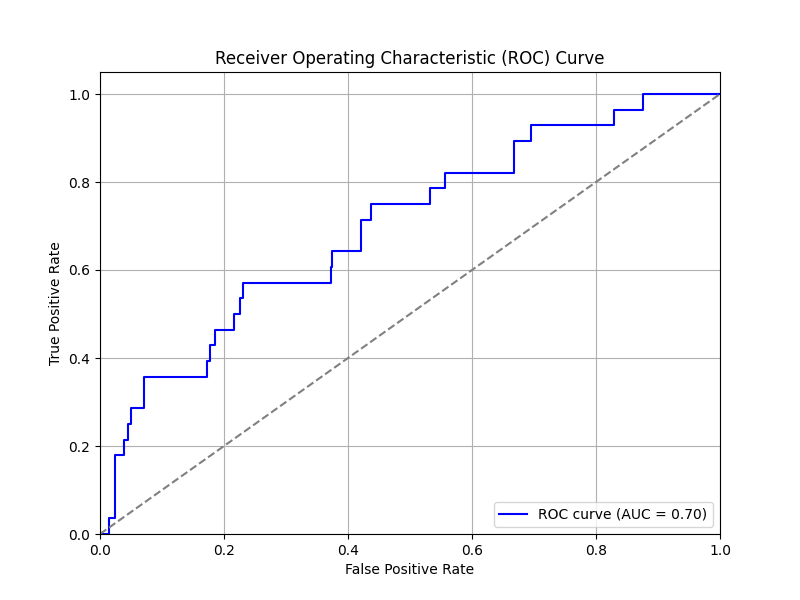 Receiver Operating Characteristic (ROC) Curve
1.0
0.8
0.6
0.4
0.2
0.0
True Positive Rate
0.0 0.2 0.4 0.6 0.8 1.0
False Positive Rate
ROC curve (AUC = 0.70)